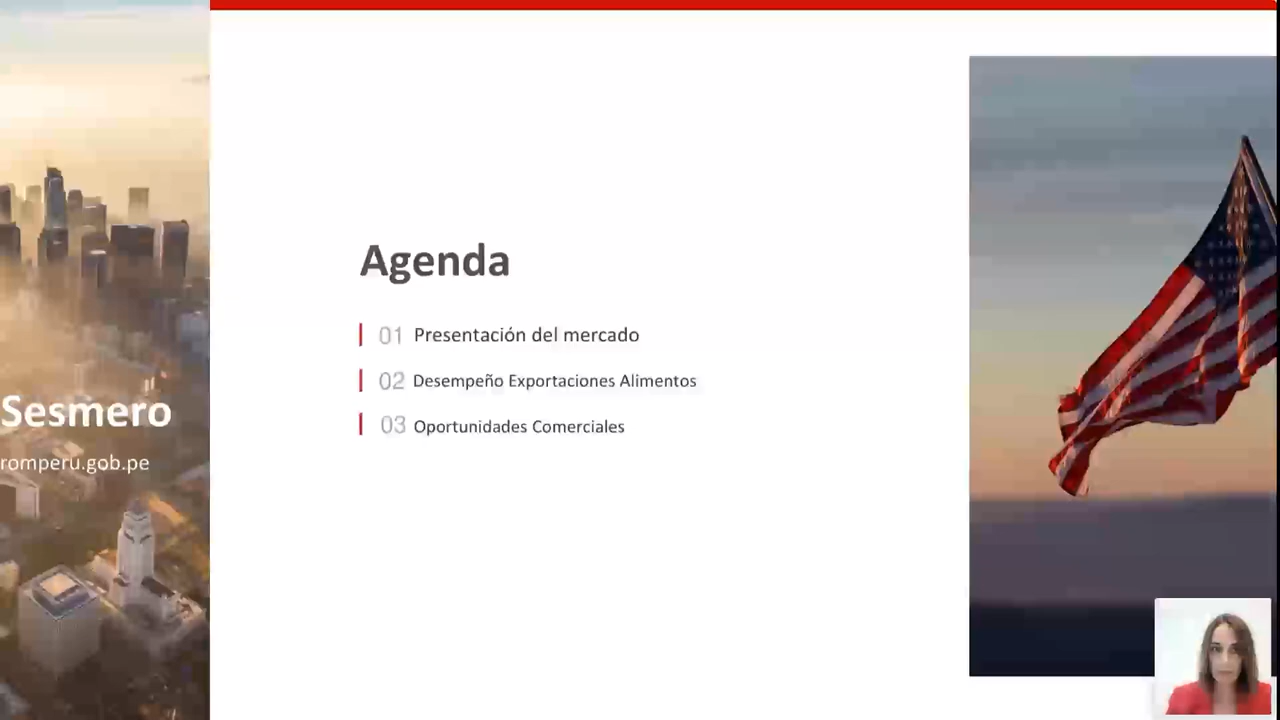 Agenda
01 Presentación del mercado
02 Desempeño Exportaciones Alimentos
03 Oportunidades Comerciales
Sesmero
romperu.gob.pe